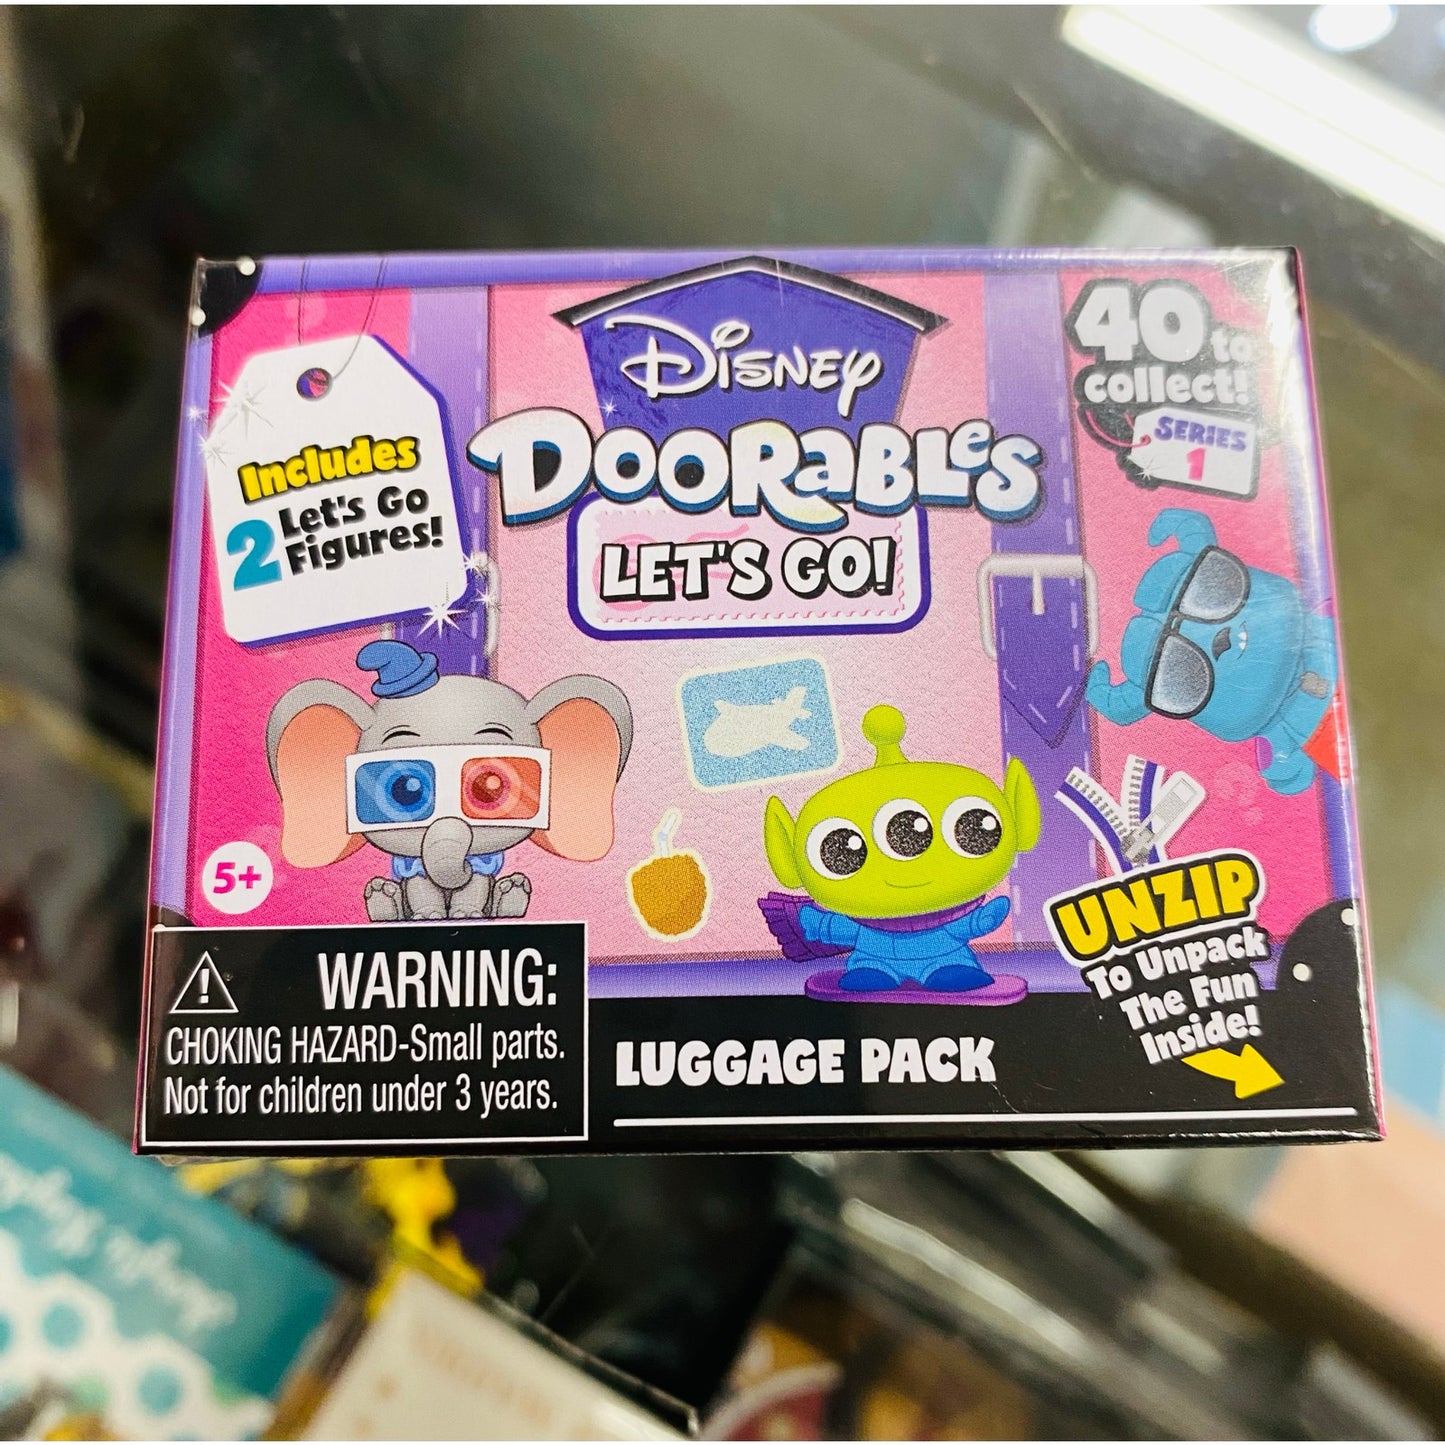 DISNEY
DOORABLES
LET'S GO!
40 to
collect!
SERIES
1
Includes
2 Let's Go
Figures!
5+
UNZIP
To Unpack
The Fun
Inside!
WARNING:
CHOKING HAZARD-Small parts.
Not for children under 3 years.
LUGGAGE PACK